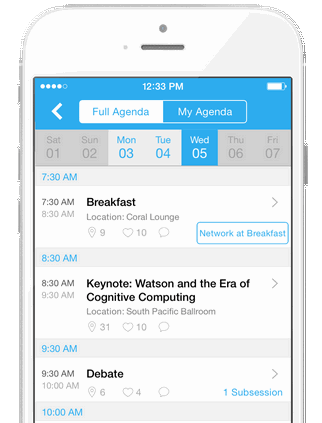 12:33 PM
Full Agenda My Agenda
Sat Sun Mon Tue Wed Thu Fri
01 02 03 04 05 06 07
7:30 AM
7:30 AM Breakfast
8:30 AM
Location: Coral Lounge
9 10 Network at Breakfast
8:30 AM
8:30 AM Keynote: Watson and the Era of
9:30 AM Cognitive Computing
Location: South Pacific Ballroom
31 10
9:30 AM
9:30 AM Debate
10:00 AM 6 4 1 Subsession
10:00 AM